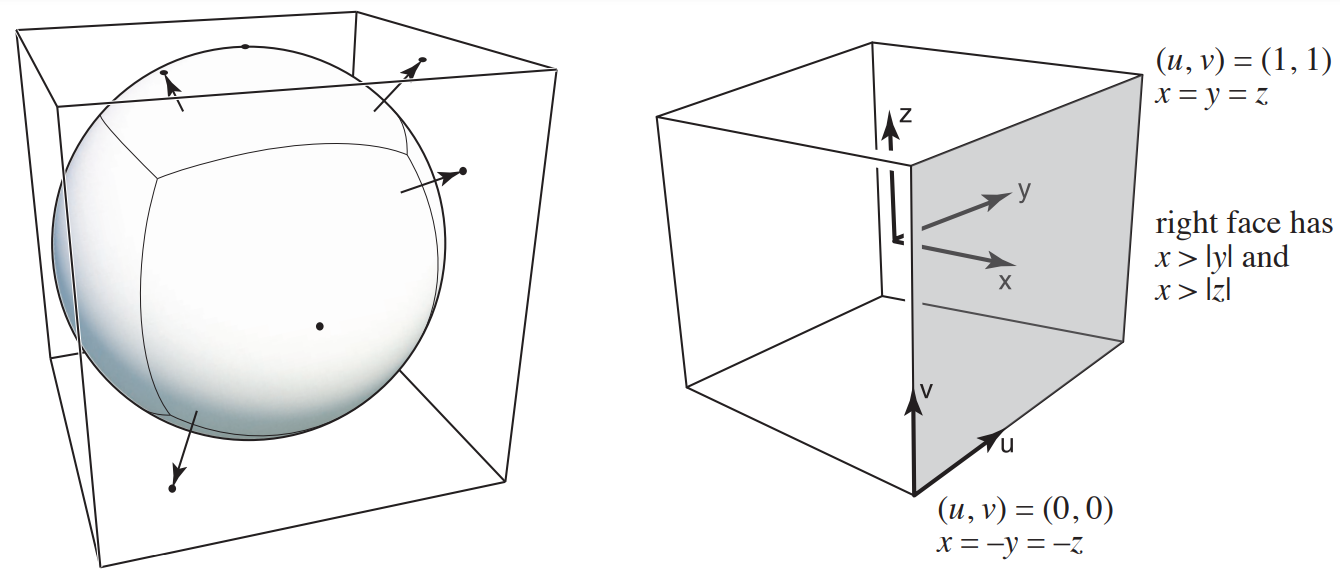 (u, v) = (1, 1)
x = y = z
z
y
right face has
x > |y| and
x > |z|
x
v
u
(u, v) = (0, 0)
x = –y = –z